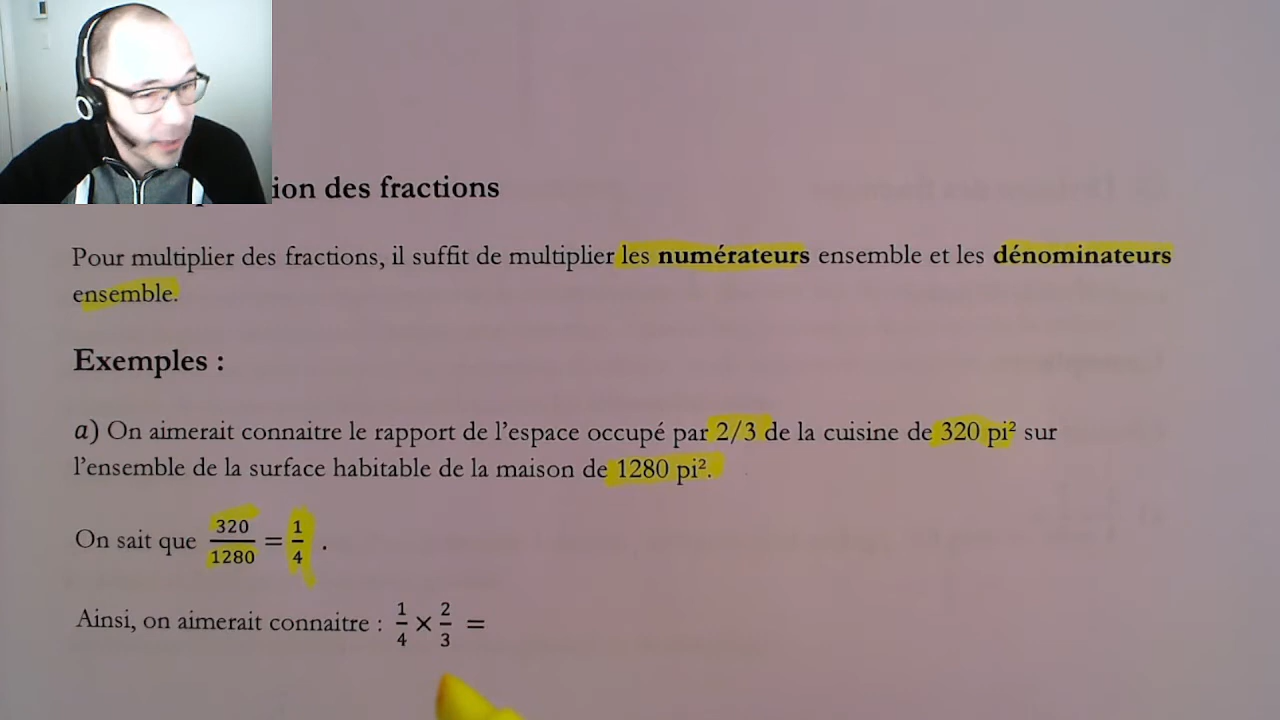 ion des fractions
Pour multiplier des fractions, il suffit de multiplier les numérateurs ensemble et les dénominateurs
ensemble.
Exemples :
a) On aimerait connaitre le rapport de l'espace occupé par 2/3 de la cuisine de 320 pi² sur
l'ensemble de la surface habitable de la maison de 1280 pi².
On sait que 320/1280 = 1/4 .
Ainsi, on aimerait connaitre : 1/4 × 2/3 =